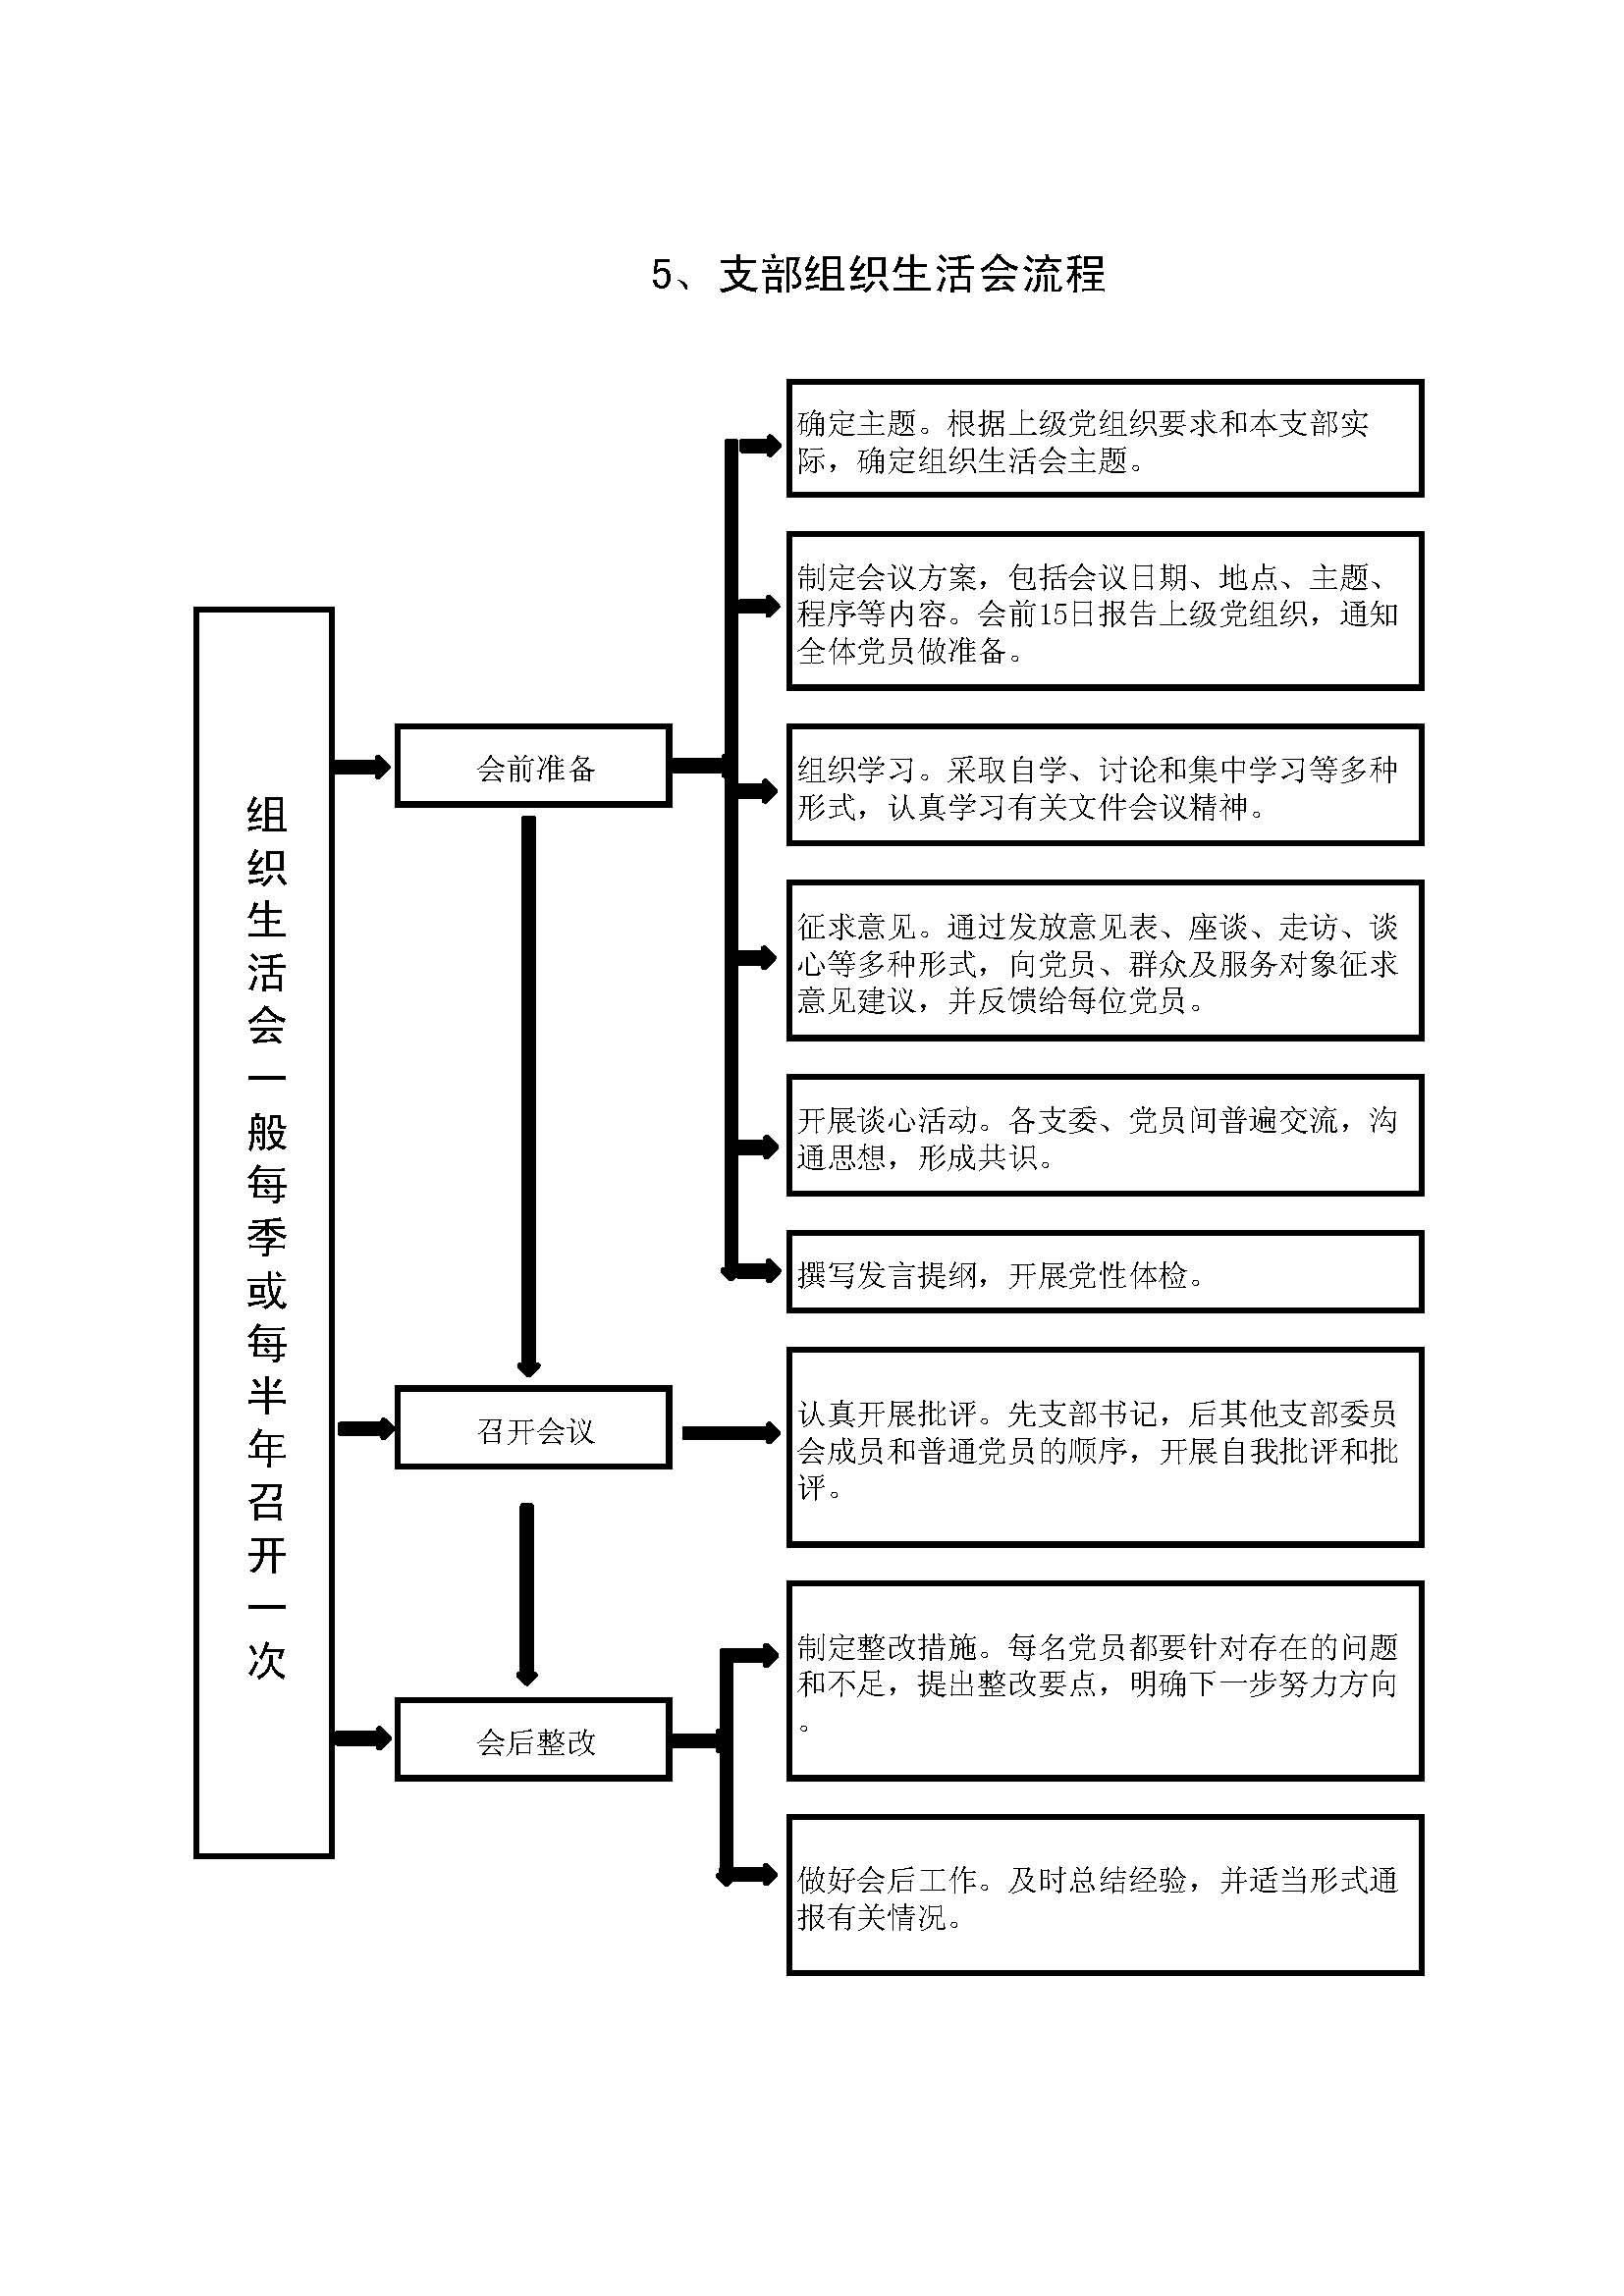 5、支部组织生活会流程
组织生活会一般每季或每半年召开一次
会前准备
确定主题。根据上级党组织要求和本支部实
际，确定组织生活会主题。
制定会议方案，包括会议日期、地点、主题、
程序等内容。会前15日报告上级党组织，通知
全体党员做准备。
组织学习。采取自学、讨论和集中学习等多种
形式，认真学习有关文件会议精神。
征求意见。通过发放意见表、座谈、走访、谈
心等多种形式，向党员、群众及服务对象征求
意见建议，并反馈给每位党员。
开展谈心活动。各支委、党员间普遍交流，沟
通思想，形成共识。
撰写发言提纲，开展党性体检。
召开会议
认真开展批评。先支部书记，后其他支部委员
会成员和普通党员的顺序，开展自我批评和批
评。
会后整改
制定整改措施。每名党员都要针对存在的问题
和不足，提出整改要点，明确下一步努力方向
。
做好会后工作。及时总结经验，并适当形式通
报有关情况。